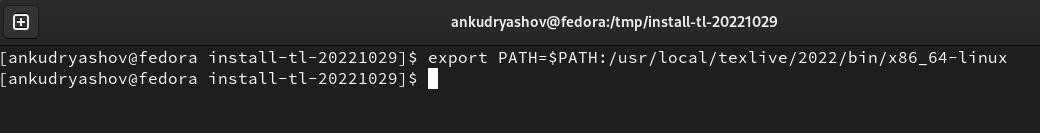 ankudryashov@fedora:/tmp/install-tl-20221029
[ankudryashov@fedora install-tl-20221029]$ export PATH=$PATH:/usr/local/texlive/2022/bin/x86_64-linux
[ankudryashov@fedora install-tl-20221029]$